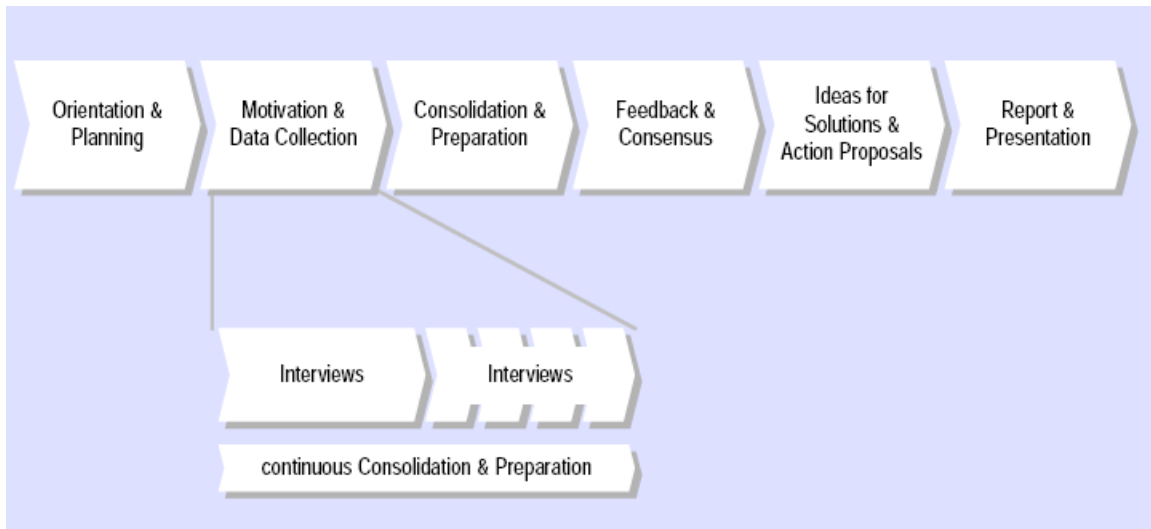 Orientation &
Planning
Motivation &
Data Collection
Consolidation &
Preparation
Feedback &
Consensus
Ideas for
Solutions &
Action Proposals
Report &
Presentation
Interviews
Interviews
continuous Consolidation & Preparation